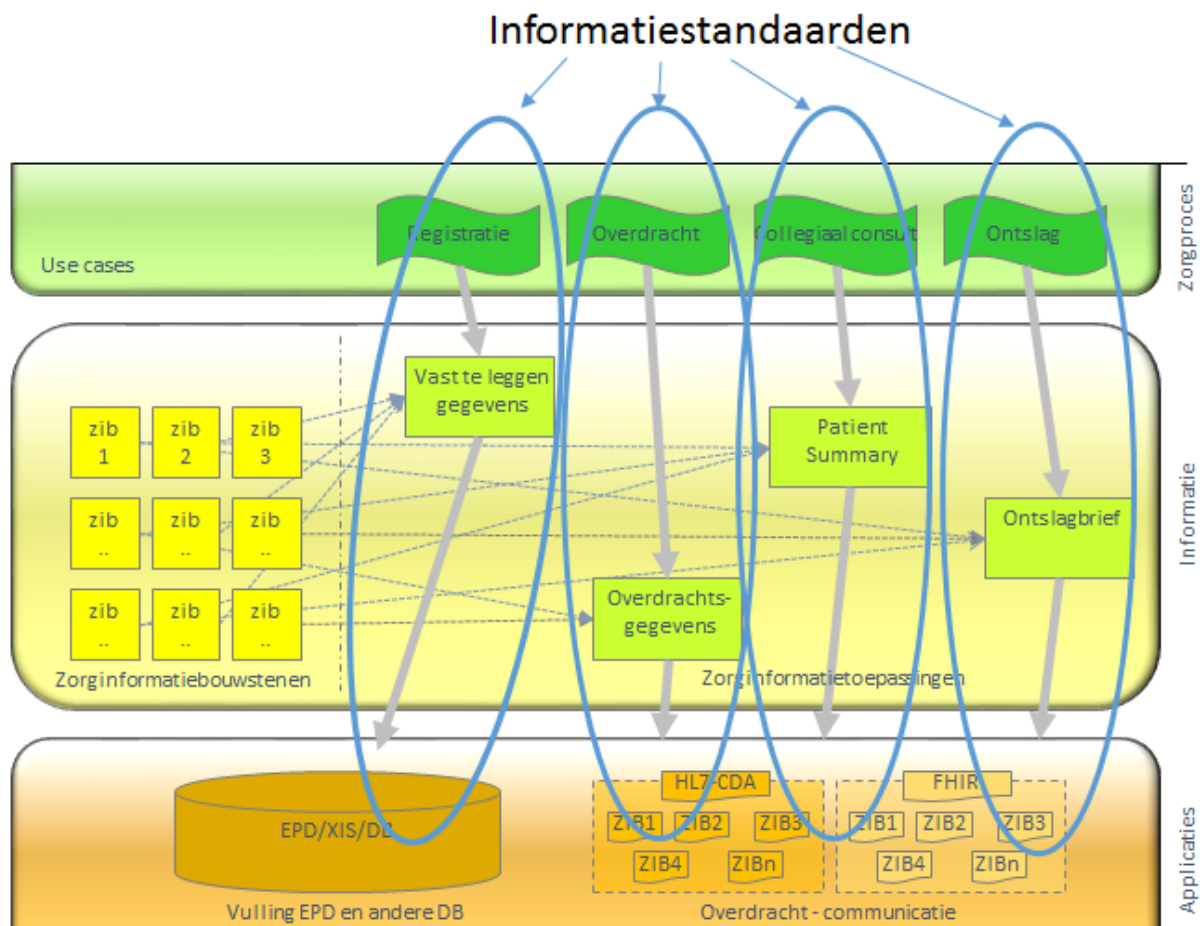 Informatiestandaarden
Registratie
Overdracht
Collegiaal consult
Ontslag
Use cases
Zorgproces
Vast te leggen
gegevens
zib
1
zib
2
zib
3
Patient
Summary
zib
..
zib
..
zib
..
Ontslagbrief
Informatie
zib
..
zib
..
zib
..
Overdrachts-
gegevens
Zorginformatiebouwstenen
Zorginformatietoepassingen
HL7-CDA
FHIR
EPD/XIS/DB
ZIB1
ZIB2
ZIB3
ZIB1
ZIB2
ZIB3
ZIB4
ZIBn
ZIB4
ZIBn
Vulling EPD en andere DB
Overdracht - communicatie
Applicaties